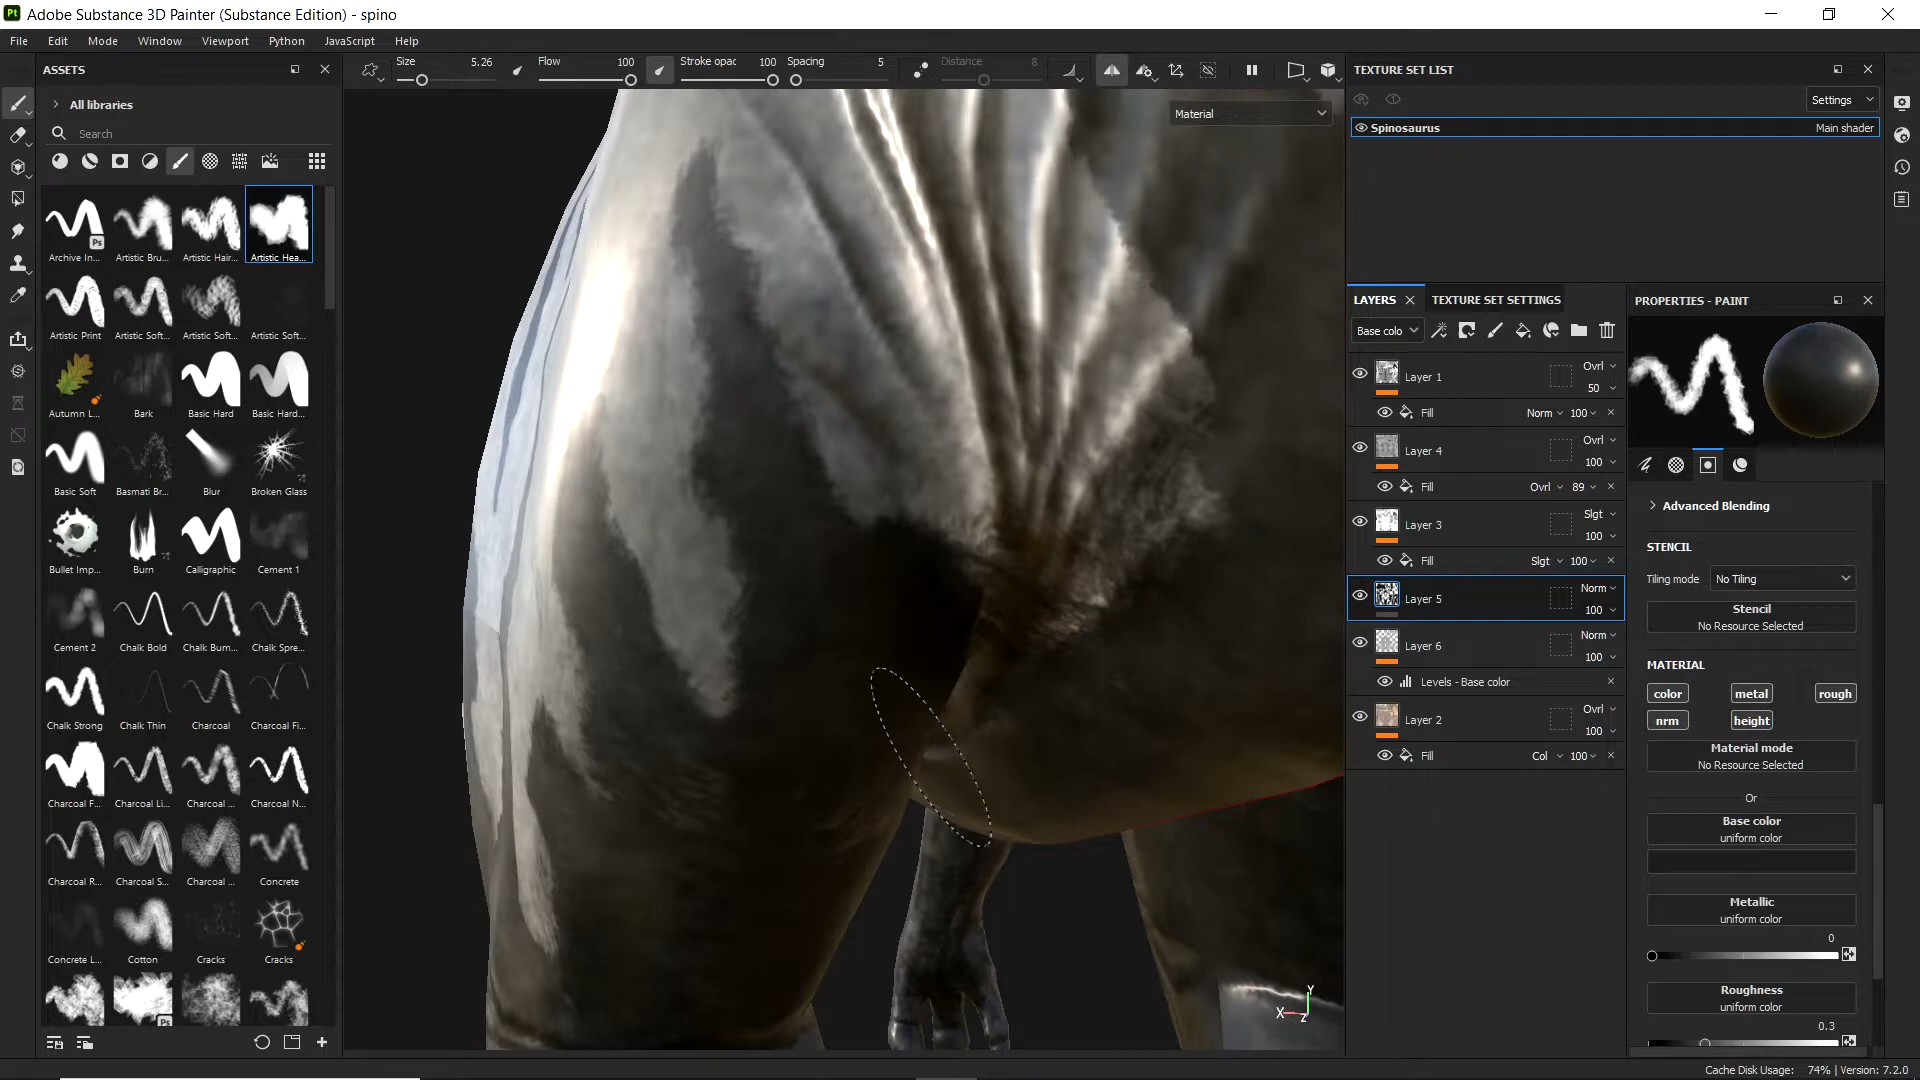 Pt Adobe Substance 3D Painter (Substance Edition) - spino
File Edit Mode Window Viewport Python JavaScript Help
ASSETS
All libraries
Search
Archive In... Artistic Bru... Artistic Hair... Artistic Hea...
Ps
Artistic Print Artistic Soft... Artistic Soft... Artistic Soft...
Autumn L... Bark Basic Hard Basic Hard...
Basic Soft Basmati Br... Blur Broken Glass
Bullet Imp... Burn Calligraphic Cement 1
Cement 2 Chalk Bold Chalk Bum... Chalk Spre...
Chalk Strong Chalk Thin Charcoal Charcoal Fi...
Charcoal F... Charcoal Li... Charcoal ... Charcoal N...
Charcoal R... Charcoal S... Charcoal ... Concrete
Concrete L... Cotton Cracks Cracks
Ps
Size 5.26 Flow 100 Stroke opac 100 Spacing 5 Distance 8
Material
X Y Z
TEXTURE SET LIST
Settings
Spinosaurus Main shader
LAYERS TEXTURE SET SETTINGS
Base colo
Layer 1 Ovrl 50
Fill Norm 100
Layer 4 Ovrl 100
Fill Ovrl 89
Layer 3 Slgt 100
Fill Slgt 100
Layer 5 Norm 100
Layer 6 Norm 100
Levels - Base color
Layer 2 Ovrl 100
Fill Col 100
PROPERTIES - PAINT
Advanced Blending
STENCIL
Tiling mode No Tiling
Stencil
No Resource Selected
MATERIAL
color metal rough
nrm height
Material mode
No Resource Selected
Or
Base color
uniform color
Metallic
uniform color
0
Roughness
uniform color
0.3
Cache Disk Usage: 74% | Version: 7.2.0